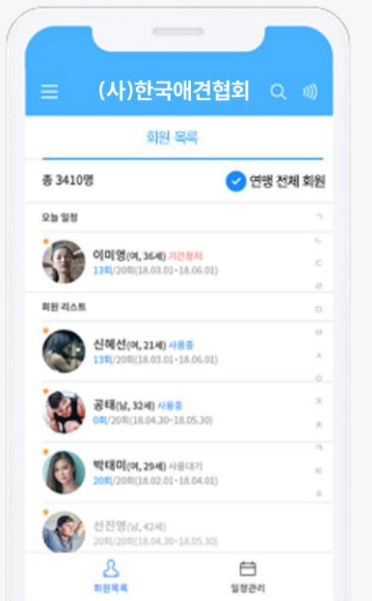 (사)한국애견협회
회원 목록
총 3410명
연맹 전체 회원
오늘 일정
ㄱ
ㄴ
이미영(여, 36세) 기간정지
13회/20회(18.03.01~18.06.01)
ㄷ
ㄹ
회원 리스트
ㅁ
ㅂ
신혜선(여, 21세) 사용중
13회/20회(18.03.01~18.06.01)
ㅅ
ㅇ
공태(남, 32세) 사용중
0회/20회(18.04.30~18.05.30)
ㅈ
ㅊ
ㅋ
박태미(여, 29세) 사용대기
20회/20회(18.02.01~18.04.01)
ㅌ
ㅎ
선진영(남, 42세)
20회/20회(18.04.30~18.05.30)
회원목록
일정관리